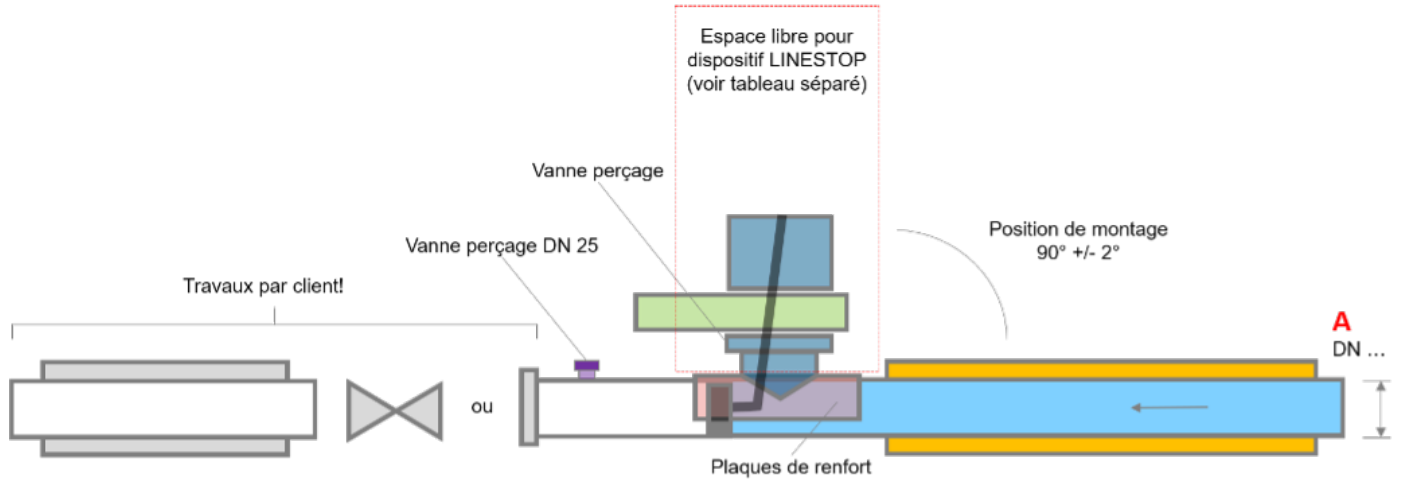 Espace libre pour
dispositif LINESTOP
(voir tableau séparé)
Vanne perçage
Position de montage
90° +/- 2°
Vanne perçage DN 25
Travaux par client!
A
DN ...
ou
Plaques de renfort